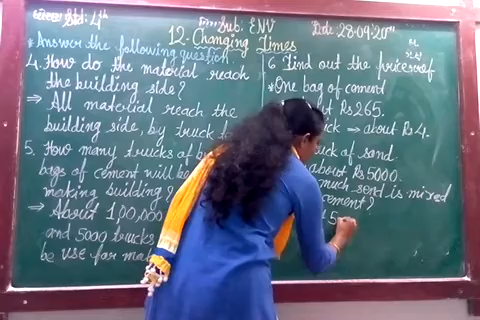 Std: 4th Sub: ENV Date 28-09-20
12. Changing Times
* Answer the following question
4. How do the material reach
the building side?
⇒ All material reach the
building side, by truck
5. How many trucks of
bags of cement will be
making building?
⇒ About 1,00,000
and 5000 trucks
be use for
6 Find out the prices of
* One bag of cement
Rs 265.
⇒ about Rs 4.
of sand
about Rs 5000.
much send is mixed
cement?
5